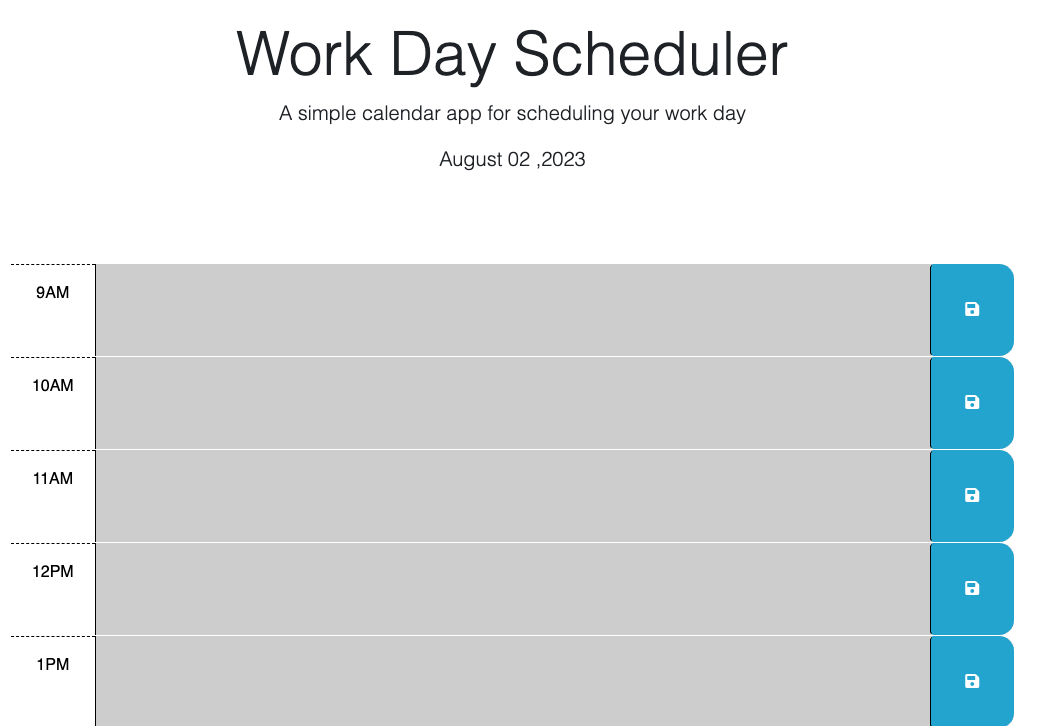 Work Day Scheduler
A simple calendar app for scheduling your work day
August 02 ,2023
9AM
10AM
11AM
12PM
1PM